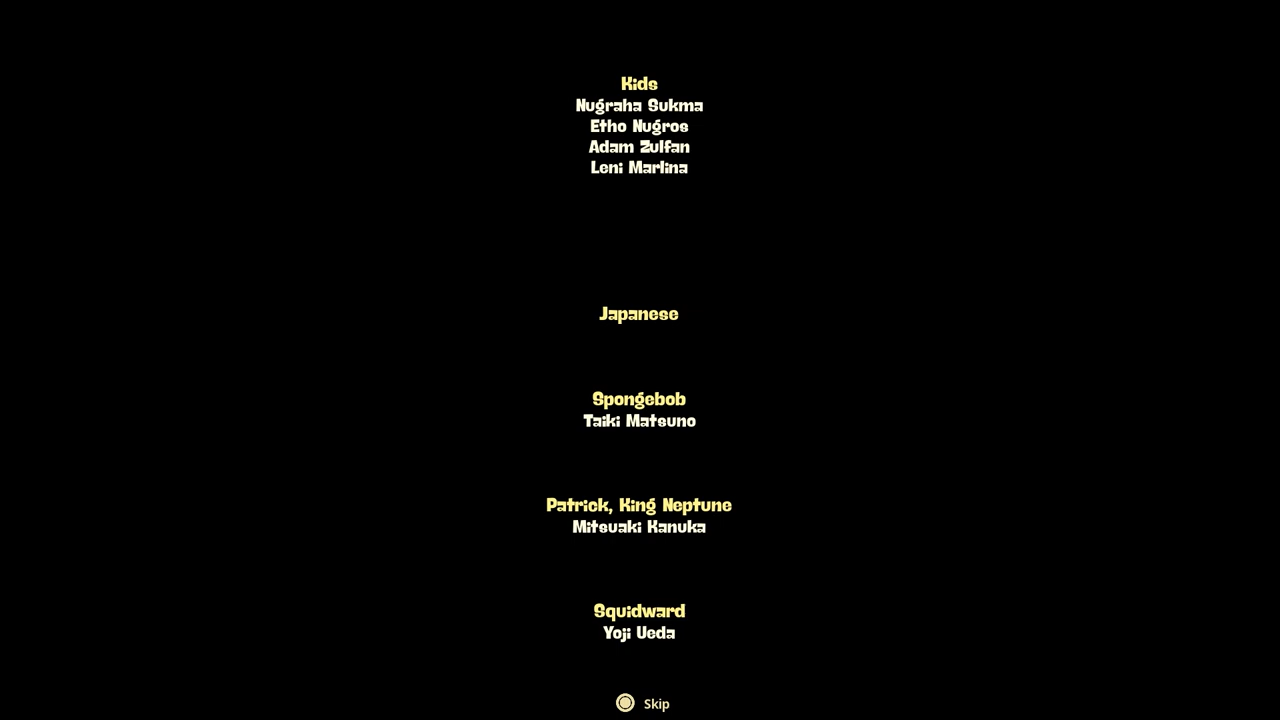 Kids
Nugraha Sukma
Etho Nugros
Adam Zulfan
Leni Marlina
Japanese
Spongebob
Taiki Matsuno
Patrick, King Neptune
Mitsuaki Kanuka
Squidward
Yoji Ueda
Skip